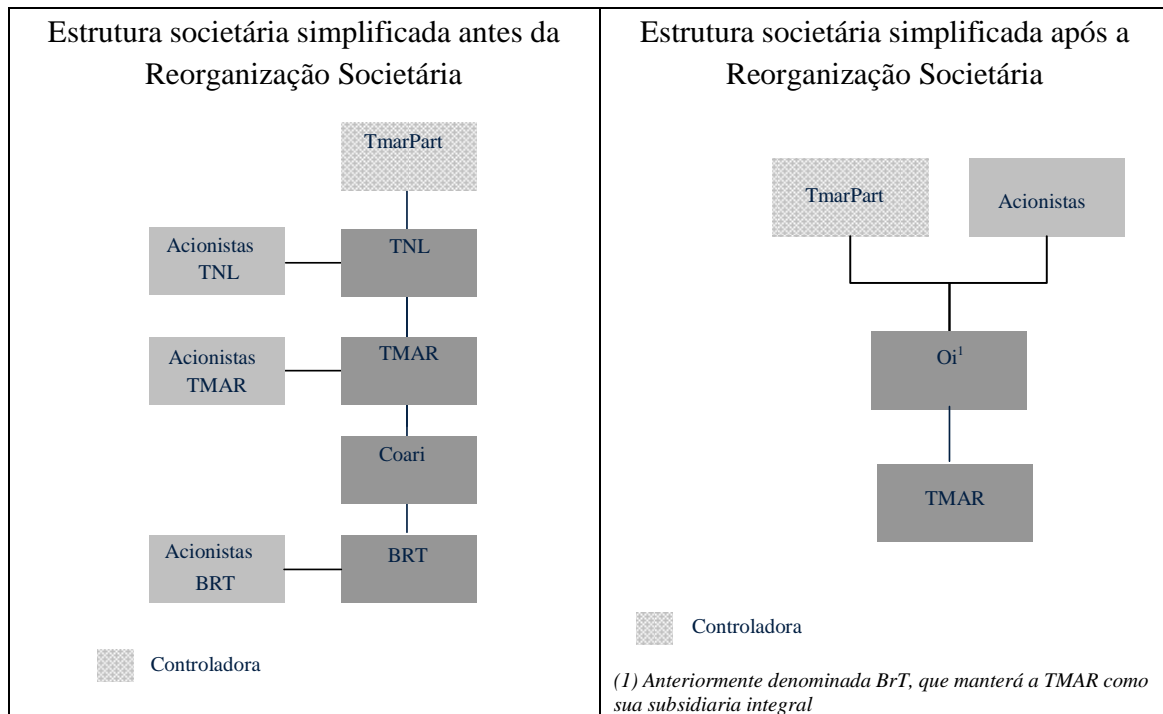 Estrutura societária simplificada antes da
Reorganização Societária
TmarPart
Acionistas
TNL
TNL
Acionistas
TMAR
TMAR
Coari
Acionistas
BRT
BRT
Controladora
Estrutura societária simplificada após a
Reorganização Societária
TmarPart
Acionistas
Oi¹
TMAR
Controladora
(1) Anteriormente denominada BrT, que manterá a TMAR como
sua subsidiaria integral